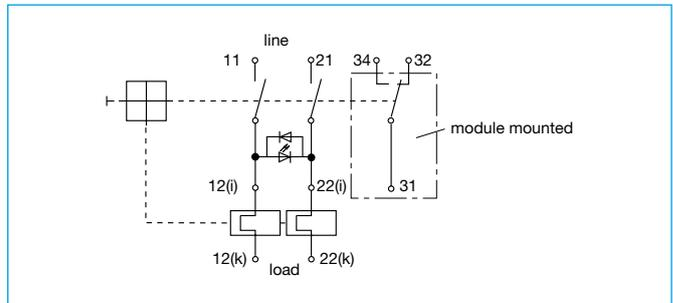 line
11 21 34 32
module mounted
12(i) 22(i) 31
12(k) 22(k)
load